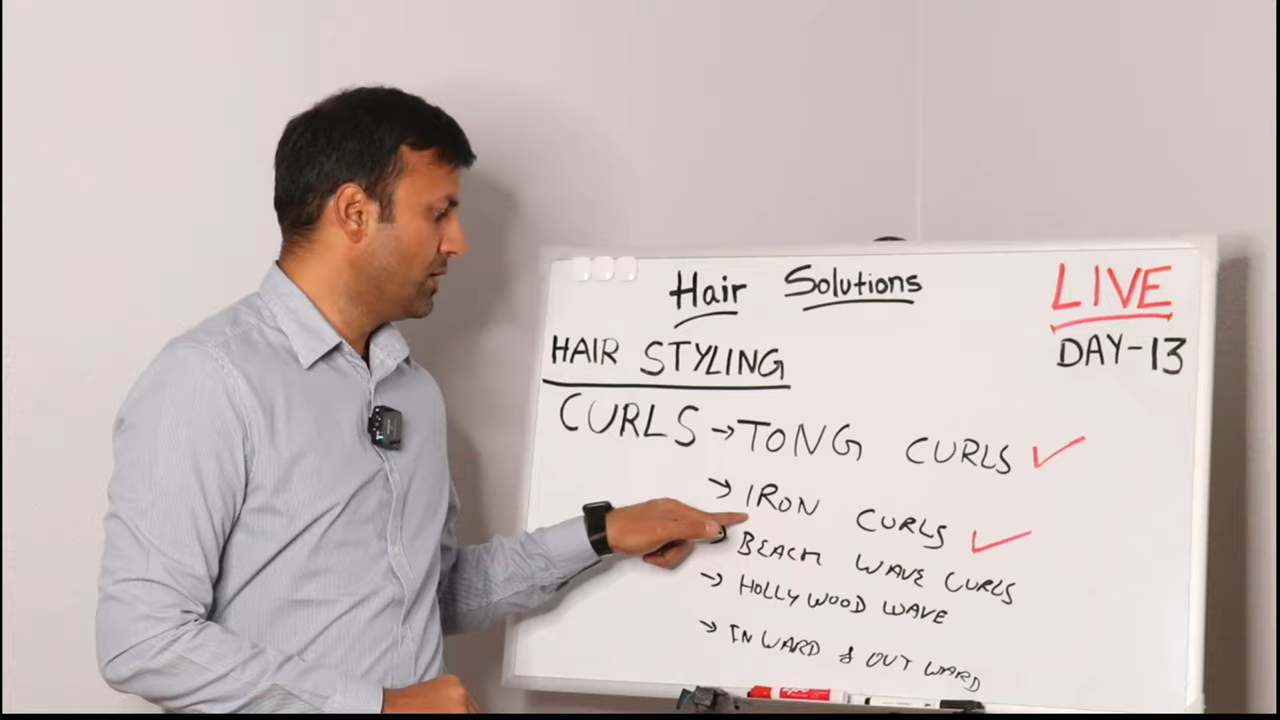 Hair Solutions
LIVE
DAY-13
HAIR STYLING
CURLS → TONG CURLS ✓
→ IRON CURLS ✓
BEACH WAVE CURLS
→ HOLLYWOOD WAVE
→ INWARD & OUTWARD